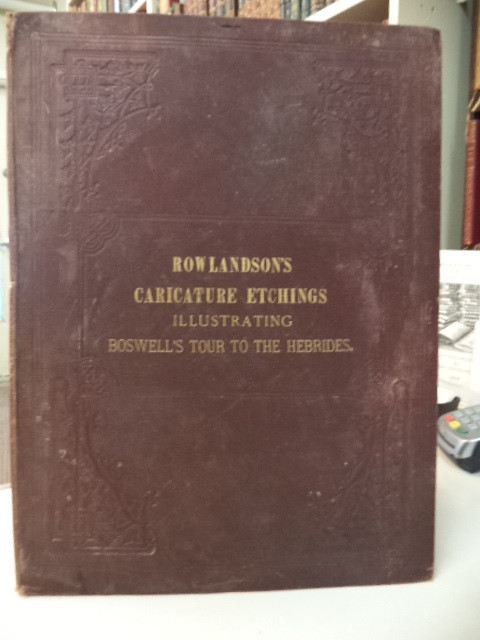 ROWLANDSON'S
CARICATURE ETCHINGS
ILLUSTRATING
BOSWELL'S TOUR TO THE HEBRIDES.